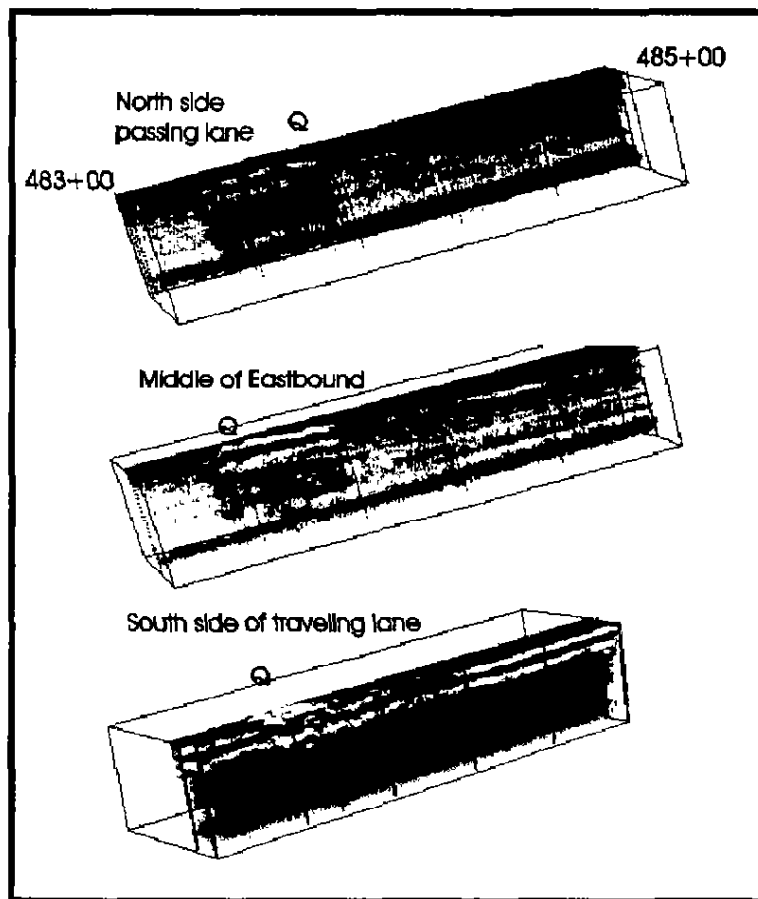 485+00
North side
passing lane
Q
483+00
Middle of Eastbound
Q
South side of traveling lane
Q